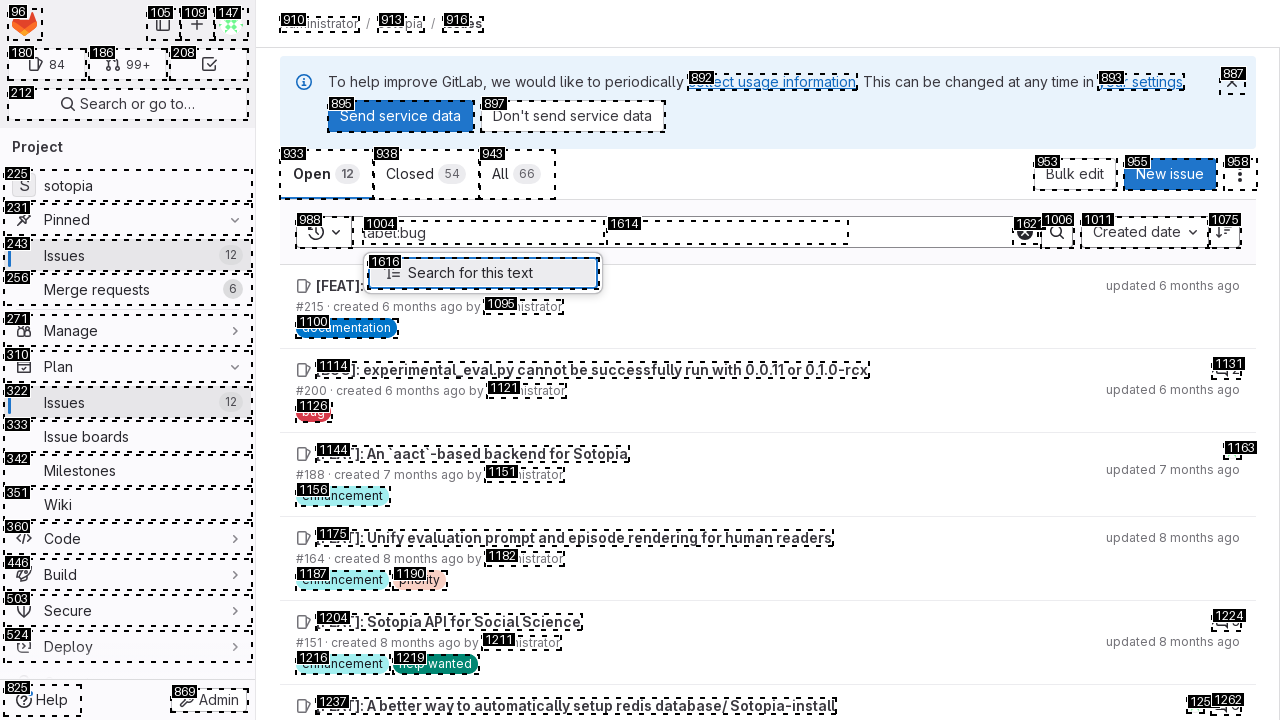 96
105
109
147
180
84
186
99+
208
212
Search or go to…
Project
225
sotopia
231
Pinned
243
Issues
12
256
Merge requests
6
271
Manage
310
Plan
322
Issues
12
333
Issue boards
342
Milestones
351
Wiki
360
Code
446
Build
503
Secure
524
Deploy
825
Help
869
Admin
910
/
913
/
916
To help improve GitLab, we would like to periodically 892 collect usage information. This can be changed at any time in 893 your settings.
887
895
Send service data
897
Don't send service data
933
Open 12
938
Closed 54
943
All 66
953
Bulk edit
955
New issue
958
988
1004
label:bug
1614
1006
1011
Created date
1075
1616
Search for this text
[FEAT]:
updated 6 months ago
#215 · created 6 months ago by 1095
1100
documentation
1114
]: experimental_eval.py cannot be successfully run with 0.0.11 or 0.1.0-rcx
1131
#200 · created 6 months ago by 1121
updated 6 months ago
1126
bug
1144
]: An `aact`-based backend for Sotopia
1163
#188 · created 7 months ago by 1151
updated 7 months ago
1156
enhancement
1175
]: Unify evaluation prompt and episode rendering for human readers
updated 8 months ago
#164 · created 8 months ago by 1182
1187
enhancement
1190
priority
1204
]: Sotopia API for Social Science
1224
#151 · created 8 months ago by 1211
updated 8 months ago
1216
enhancement
1219
help wanted
1237
]: A better way to automatically setup redis database/ Sotopia-install
1262